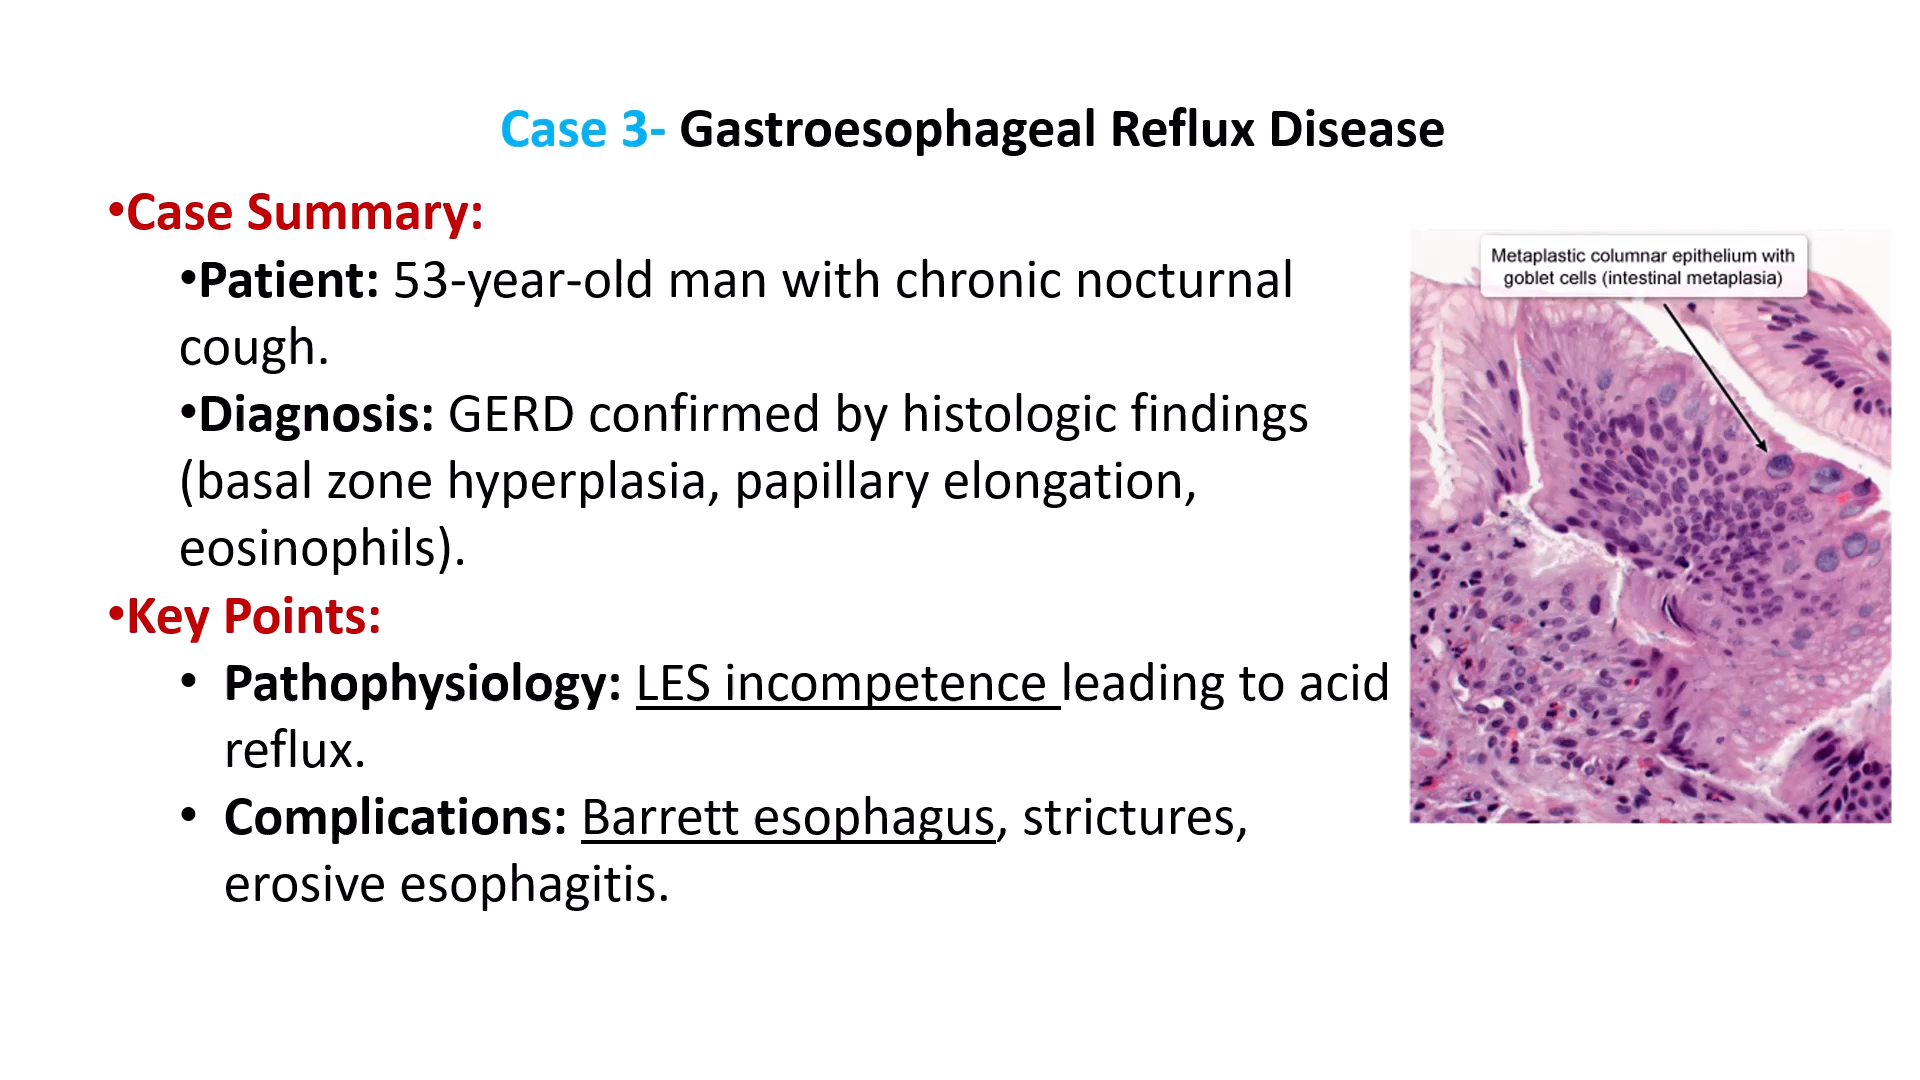 Case 3- Gastroesophageal Reflux Disease
•Case Summary:
•Patient: 53-year-old man with chronic nocturnal
cough.
•Diagnosis: GERD confirmed by histologic findings
(basal zone hyperplasia, papillary elongation,
eosinophils).
•Key Points:
• Pathophysiology: LES incompetence leading to acid
reflux.
• Complications: Barrett esophagus, strictures,
erosive esophagitis.
Metaplastic columnar epithelium with
goblet cells (intestinal metaplasia)